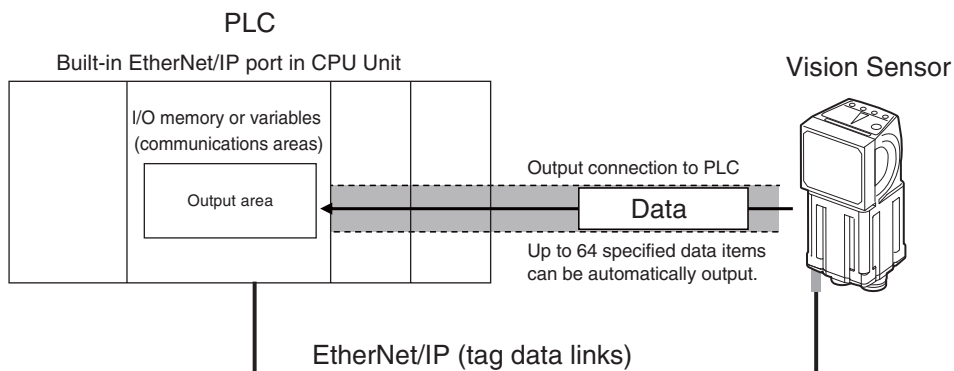 PLC
Built-in EtherNet/IP port in CPU Unit
Vision Sensor
I/O memory or variables
(communications areas)
Output area
Output connection to PLC
Data
Up to 64 specified data items
can be automatically output.
EtherNet/IP (tag data links)